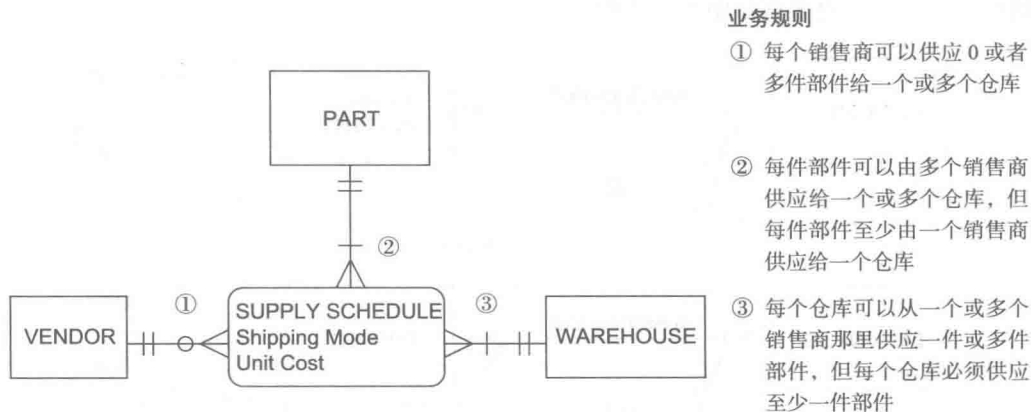 业务规则
① 每个销售商可以供应 0 或者
多件部件给一个或多个仓库
② 每件部件可以由多个销售商
供应给一个或多个仓库，但
每件部件至少由一个销售商
供应给一个仓库
③ 每个仓库可以从一个或多个
销售商那里供应一件或多件
部件，但每个仓库必须供应
至少一件部件
PART
②
①
③
VENDOR
SUPPLY SCHEDULE
Shipping Mode
Unit Cost
WAREHOUSE